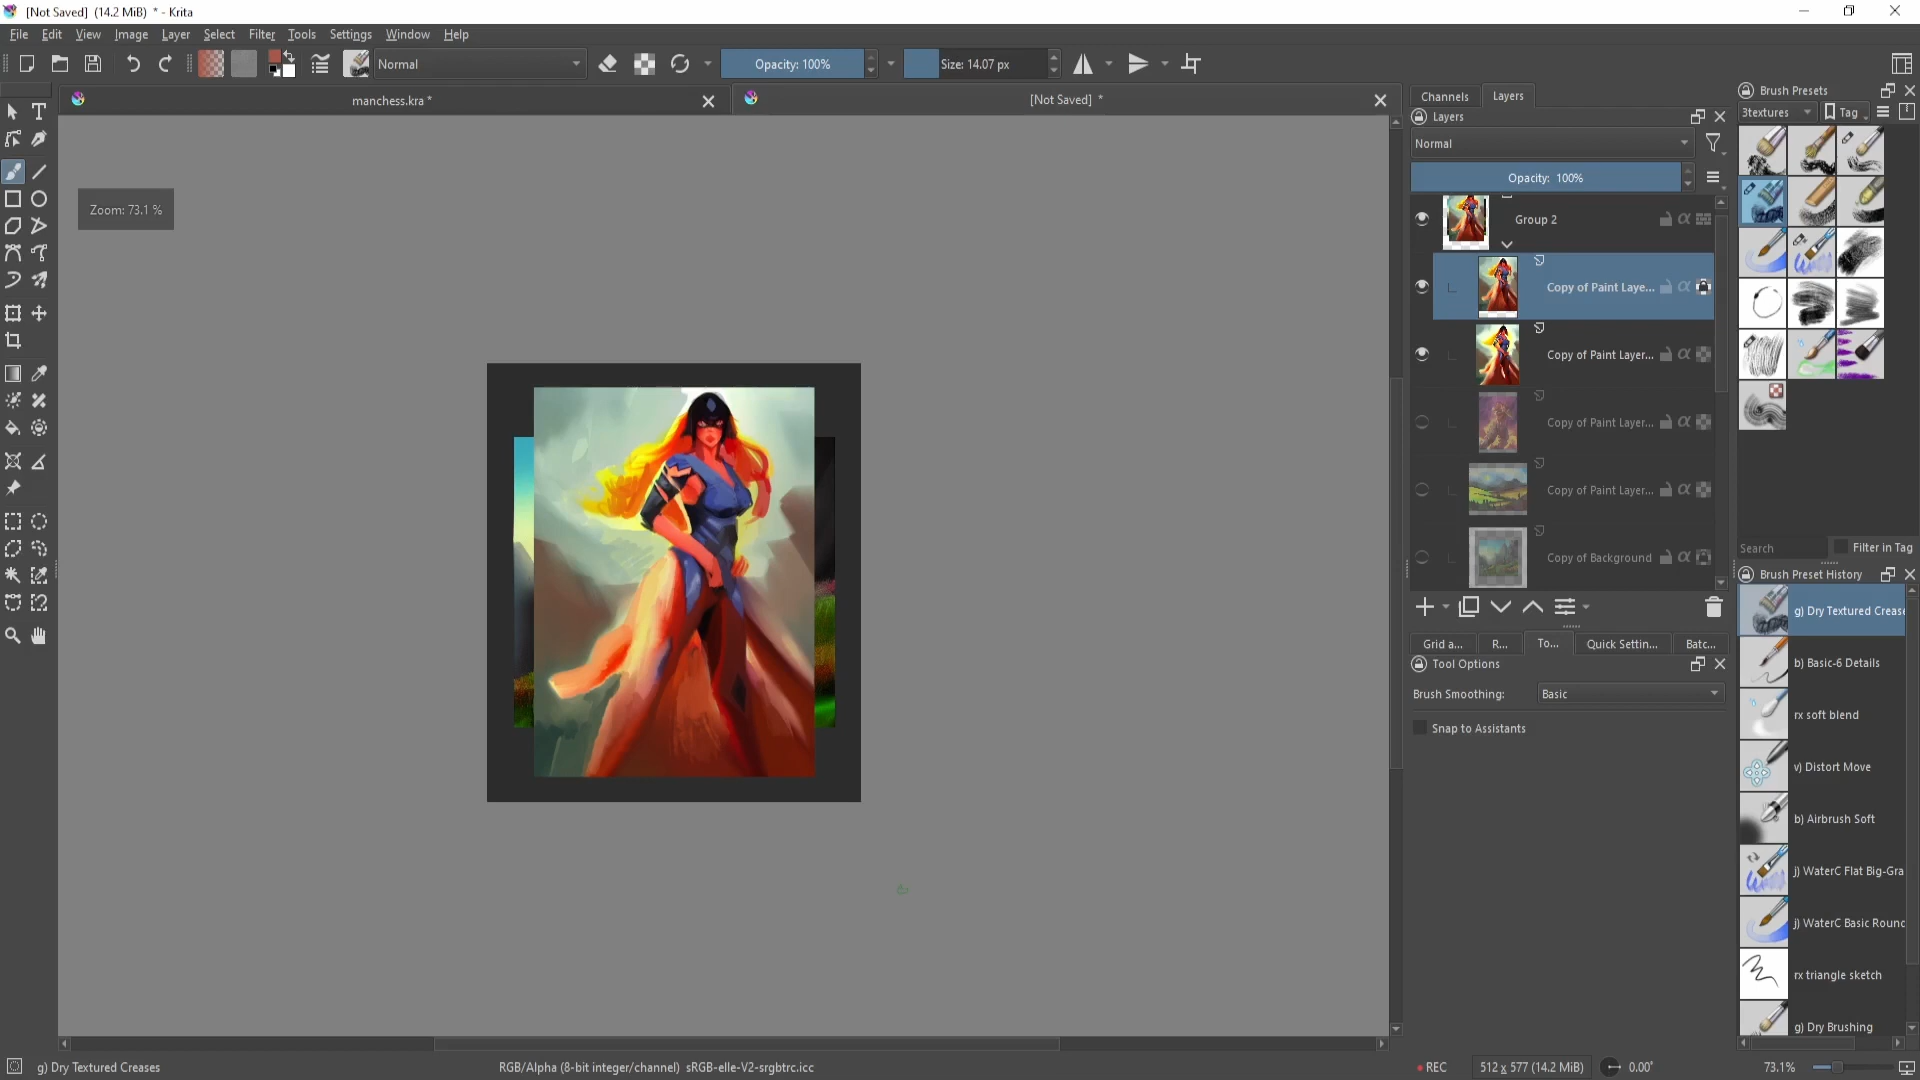 [Not Saved]  (14.2 MiB)  * - Krita
File Edit View Image Layer Select Filter Tools Settings Window Help
Normal
Opacity: 100%
Size: 14.07 px
manchess.kra *
[Not Saved]  *
Zoom: 73.1 %
Channels
Layers
Layers
Normal
Opacity:  100%
Group 2
Copy of Paint Laye...
Copy of Paint Layer...
Copy of Paint Layer...
Copy of Paint Layer...
Copy of Background
Grid a... R... To... Quick Settin... Batc...
Tool Options
Brush Smoothing: Basic
Snap to Assistants
Brush Presets
3textures
Tag
Search
Filter in Tag
Brush Preset History
g) Dry Textured Crease
b) Basic-6 Details
rx soft blend
v) Distort Move
b) Airbrush Soft
j) WaterC Flat Big-Gra
j) WaterC Basic Round
rx triangle sketch
g) Dry Brushing
g) Dry Textured Creases
RGB/Alpha (8-bit integer/channel)  sRGB-elle-V2-srgbtrc.icc
REC
512 x 577 (14.2 MiB)
0.00°
73.1%